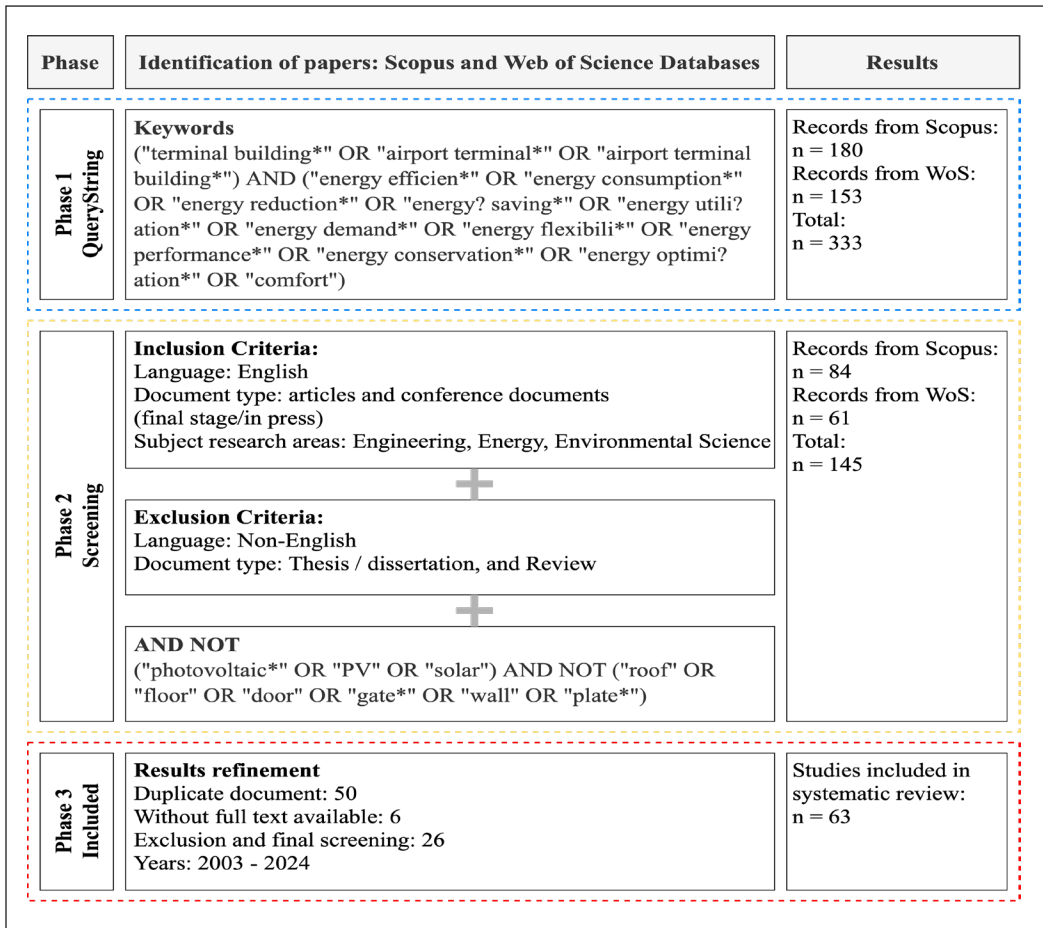 Phase
Identification of papers: Scopus and Web of Science Databases
Results
Phase 1
QueryString
Keywords
("terminal building*" OR "airport terminal*" OR "airport terminal
building*") AND ("energy efficien*" OR "energy consumption*"
OR "energy reduction*" OR "energy? saving*" OR "energy utili?
ation*" OR "energy demand*" OR "energy flexibili*" OR "energy
performance*" OR "energy conservation*" OR "energy optimi?
ation*" OR "comfort")
Records from Scopus:
n = 180
Records from WoS:
n = 153
Total:
n = 333
Phase 2
Screening
Inclusion Criteria:
Language: English
Document type: articles and conference documents
(final stage/in press)
Subject research areas: Engineering, Energy, Environmental Science
Exclusion Criteria:
Language: Non-English
Document type: Thesis / dissertation, and Review
AND NOT
("photovoltaic*" OR "PV" OR "solar") AND NOT ("roof" OR
"floor" OR "door" OR "gate*" OR "wall" OR "plate*")
Records from Scopus:
n = 84
Records from WoS:
n = 61
Total:
n = 145
Phase 3
Included
Results refinement
Duplicate document: 50
Without full text available: 6
Exclusion and final screening: 26
Years: 2003 - 2024
Studies included in
systematic review:
n = 63